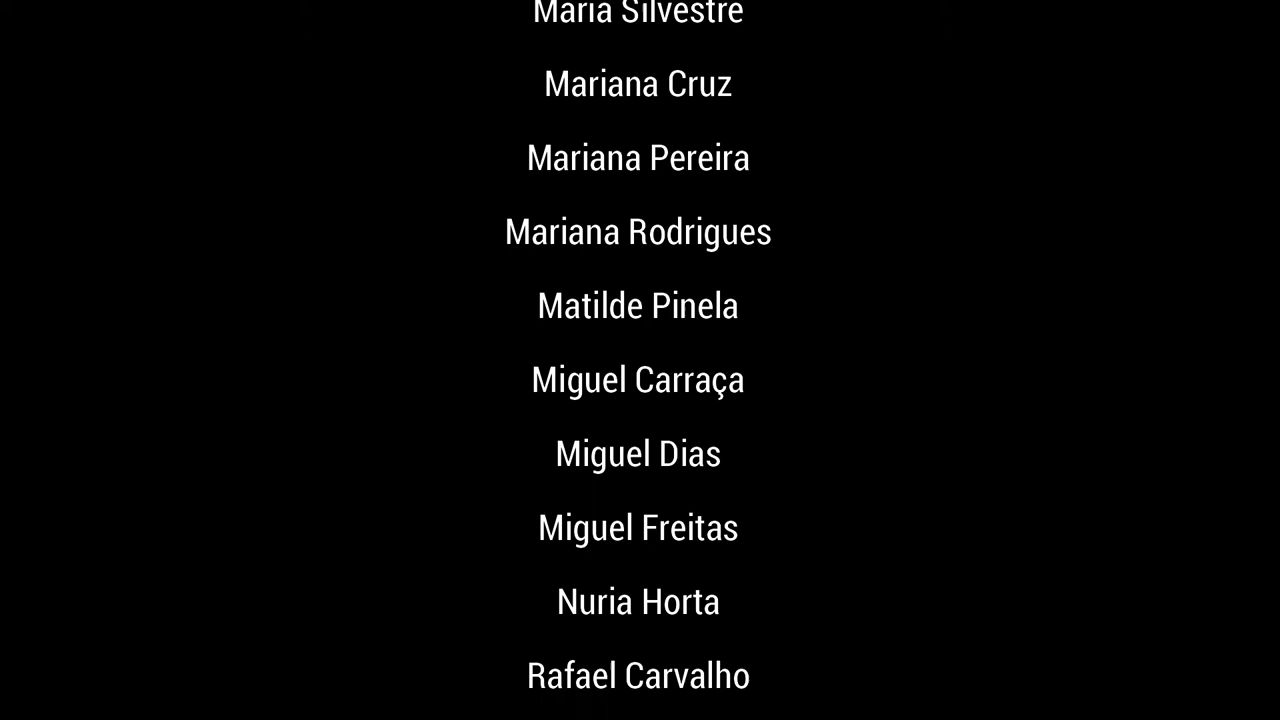 Maria Silvestre
Mariana Cruz
Mariana Pereira
Mariana Rodrigues
Matilde Pinela
Miguel Carraça
Miguel Dias
Miguel Freitas
Nuria Horta
Rafael Carvalho